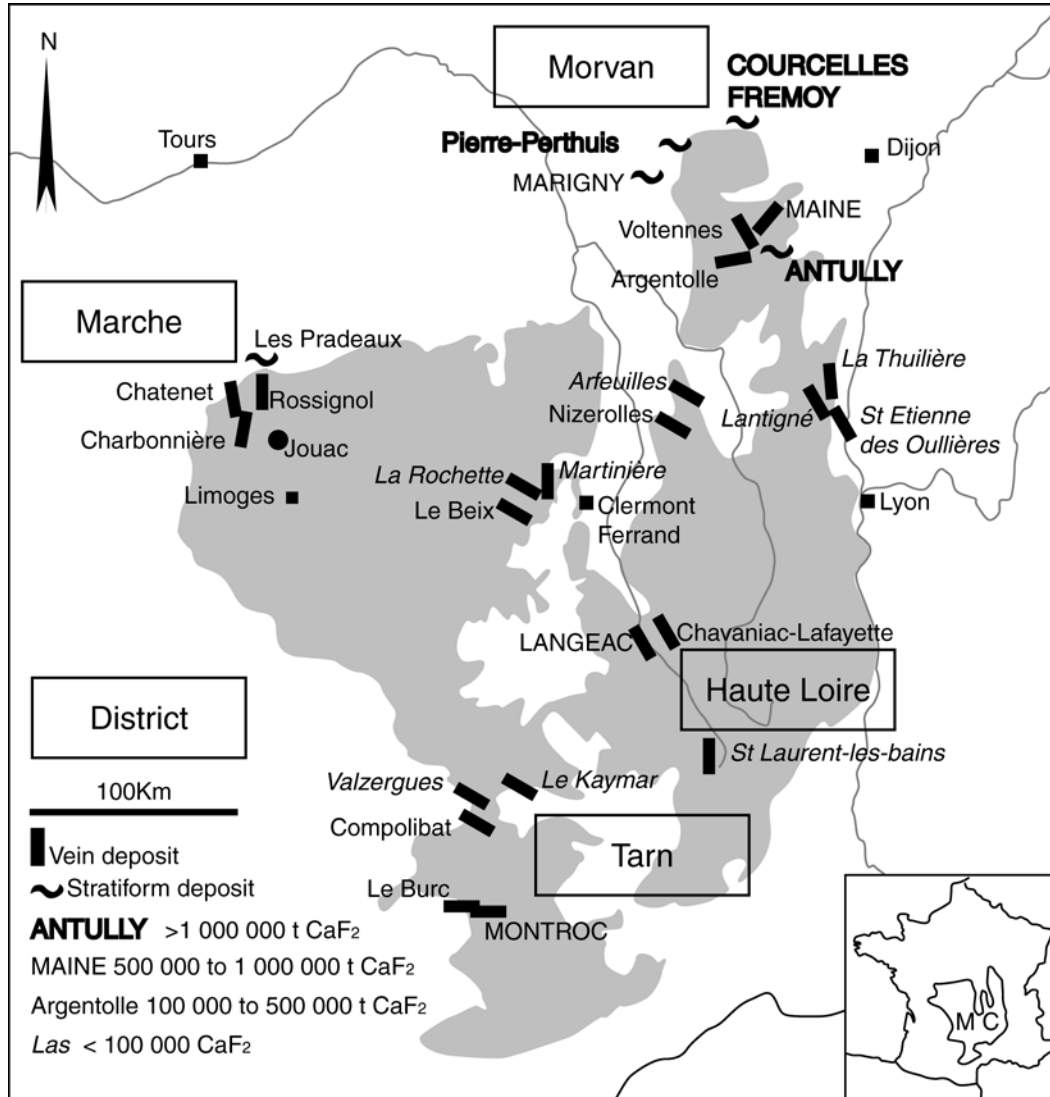 N
Morvan
COURCELLES
FREMOY
Tours
Pierre-Perthuis
Dijon
MARIGNY
MAINE
Voltennes
Argentolle
ANTULLY
Marche
Les Pradeaux
La Thuilière
Chatenet
Arfeuilles
Rossignol
Nizerolles
Lantigné
St Etienne
des Oullières
Charbonnière
Jouac
La Rochette
Martinière
Limoges
Le Beix
Clermont
Ferrand
Lyon
LANGEAC
Chavaniac-Lafayette
Haute Loire
District
St Laurent-les-bains
100Km
Valzergues
Le Kaymar
Compolibat
Vein deposit
Tarn
Stratiform deposit
Le Burc
MONTROC
ANTULLY >1 000 000 t CaF2
MAINE 500 000 to 1 000 000 t CaF2
Argentolle 100 000 to 500 000 t CaF2
Las < 100 000 CaF2
M C